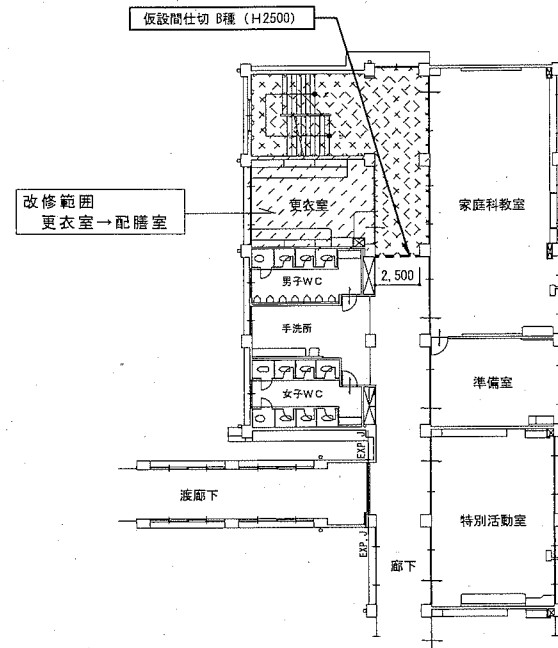 仮設間仕切 B種 (H2500)
改修範囲
更衣室→配膳室
更衣室
家庭科教室
男子WC
2,500
手洗所
準備室
女子WC
EXP.J
渡廊下
特別活動室
EXP.J
廊下